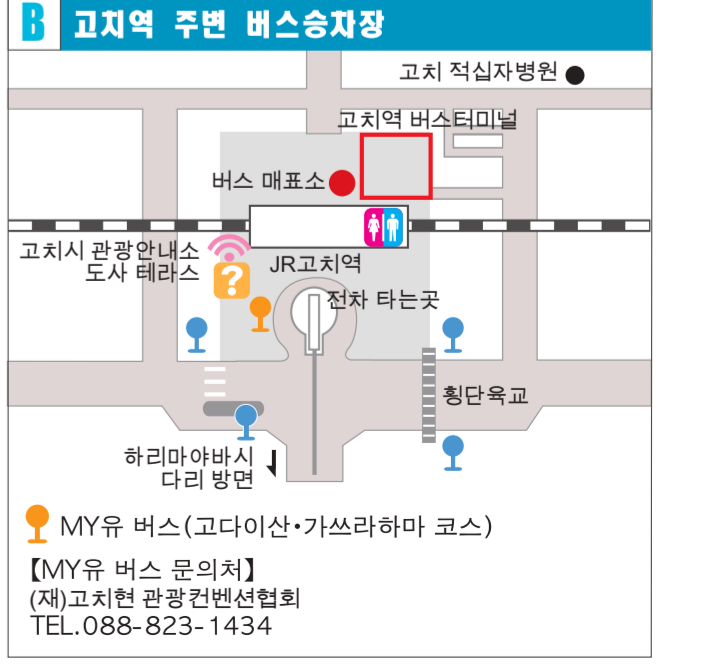 B 고치역 주변 버스승차장
고치 적십자병원
고치역 버스터미널
버스 매표소
고치시 관광안내소
도사 테라스
?
JR고치역
전차 타는곳
횡단육교
하리마야바시
다리 방면
MY유 버스(고다이산•가쓰라하마 코스)
【MY유 버스 문의처】
(재)고치현 관광컨벤션협회
TEL.088-823-1434